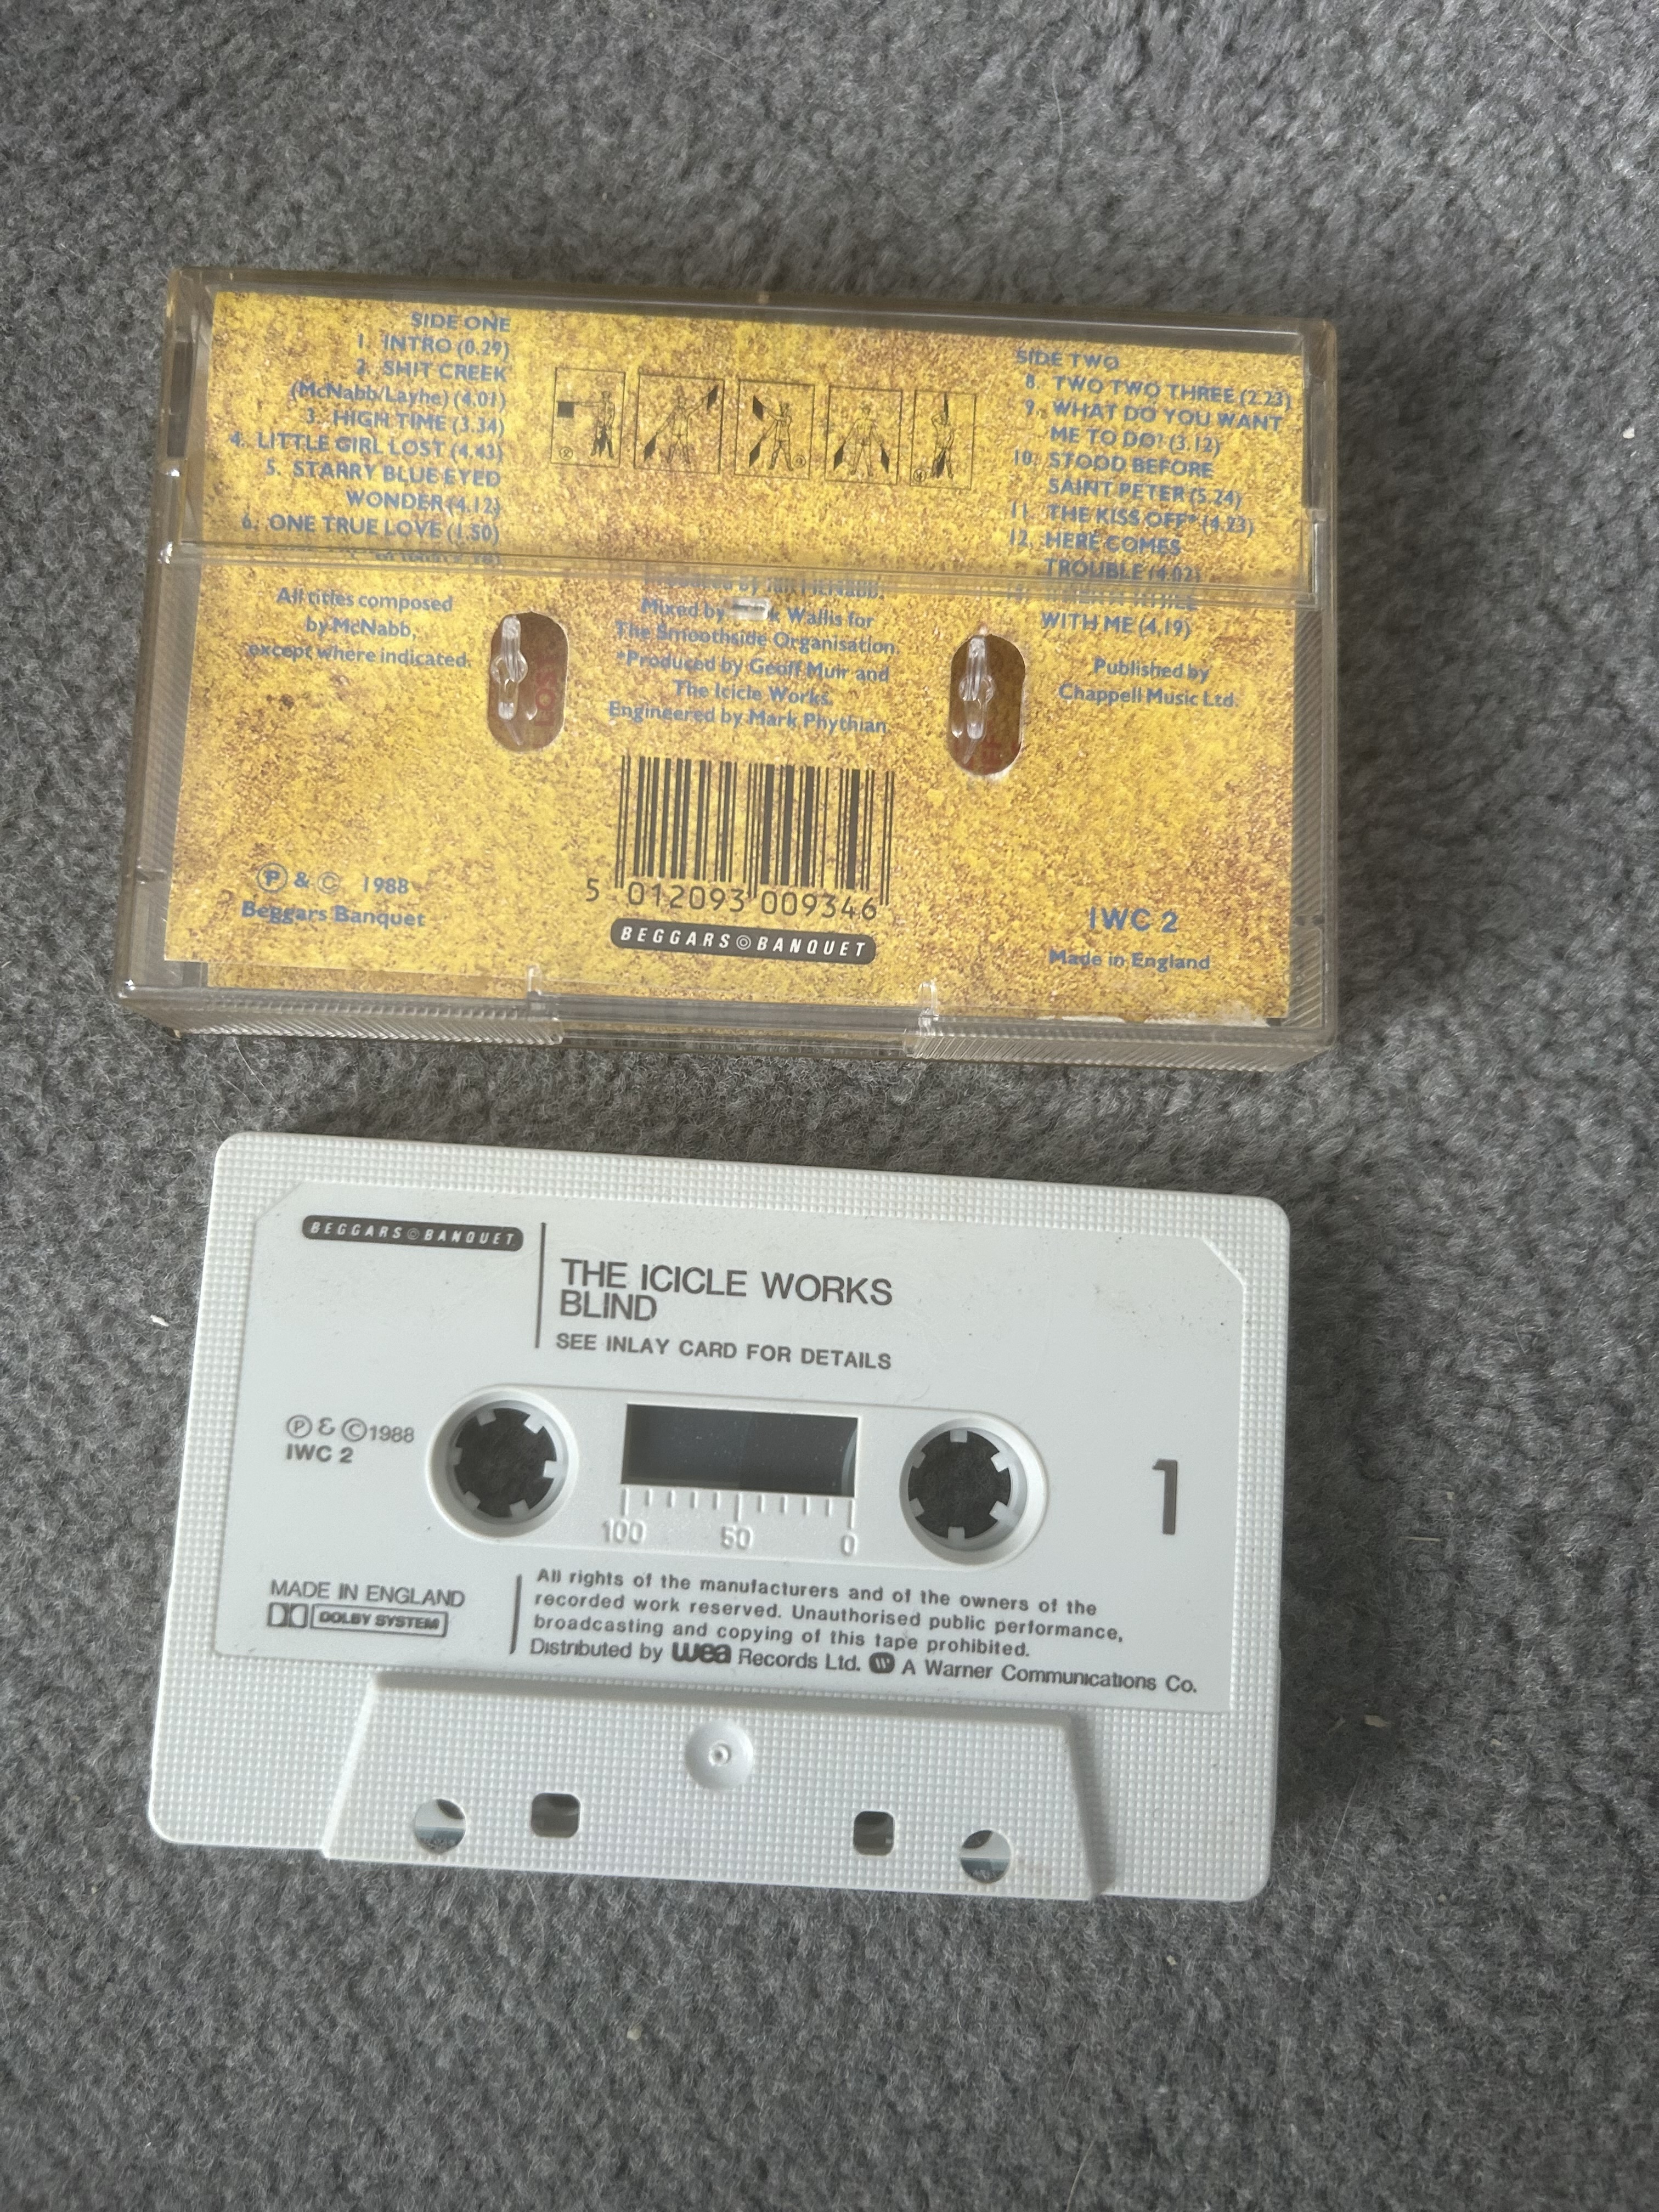 SIDE ONE
1. INTRO (0.29)
2. SHIT CREEK
(McNabb/Layhe) (4.01)
3. HIGH TIME (3.34)
4. LITTLE GIRL LOST (4.43)
5. STARRY BLUE EYED
WONDER (4.12)
6. ONE TRUE LOVE (1.50)
All titles composed
by McNabb,
except where indicated.
Produced by Ian McNabb.
Mixed by Wallis for
The Smoothside Organisation.
*Produced by Geoff Muir and
The Icicle Works.
Engineered by Mark Phythian
SIDE TWO
8. TWO TWO THREE (2.23)
9. WHAT DO YOU WANT
ME TO DO? (3.12)
10. STOOD BEFORE
SAINT PETER (5.24)
11. THE KISS OFF* (4.23)
12. HERE COMES
TROUBLE (4.02)
WITH ME (4.19)
Published by
Chappell Music Ltd.
Ⓟ & © 1988
Beggars Banquet
5 012093 009346
BEGGARS BANQUET
IWC 2
Made in England
BEGGARS BANQUET
THE ICICLE WORKS
BLIND
SEE INLAY CARD FOR DETAILS
Ⓟ & © 1988
IWC 2
1
100 50 0
MADE IN ENGLAND
DOLBY SYSTEM
All rights of the manufacturers and of the owners of the
recorded work reserved. Unauthorised public performance,
broadcasting and copying of this tape prohibited.
Distributed by wea Records Ltd. A Warner Communications Co.